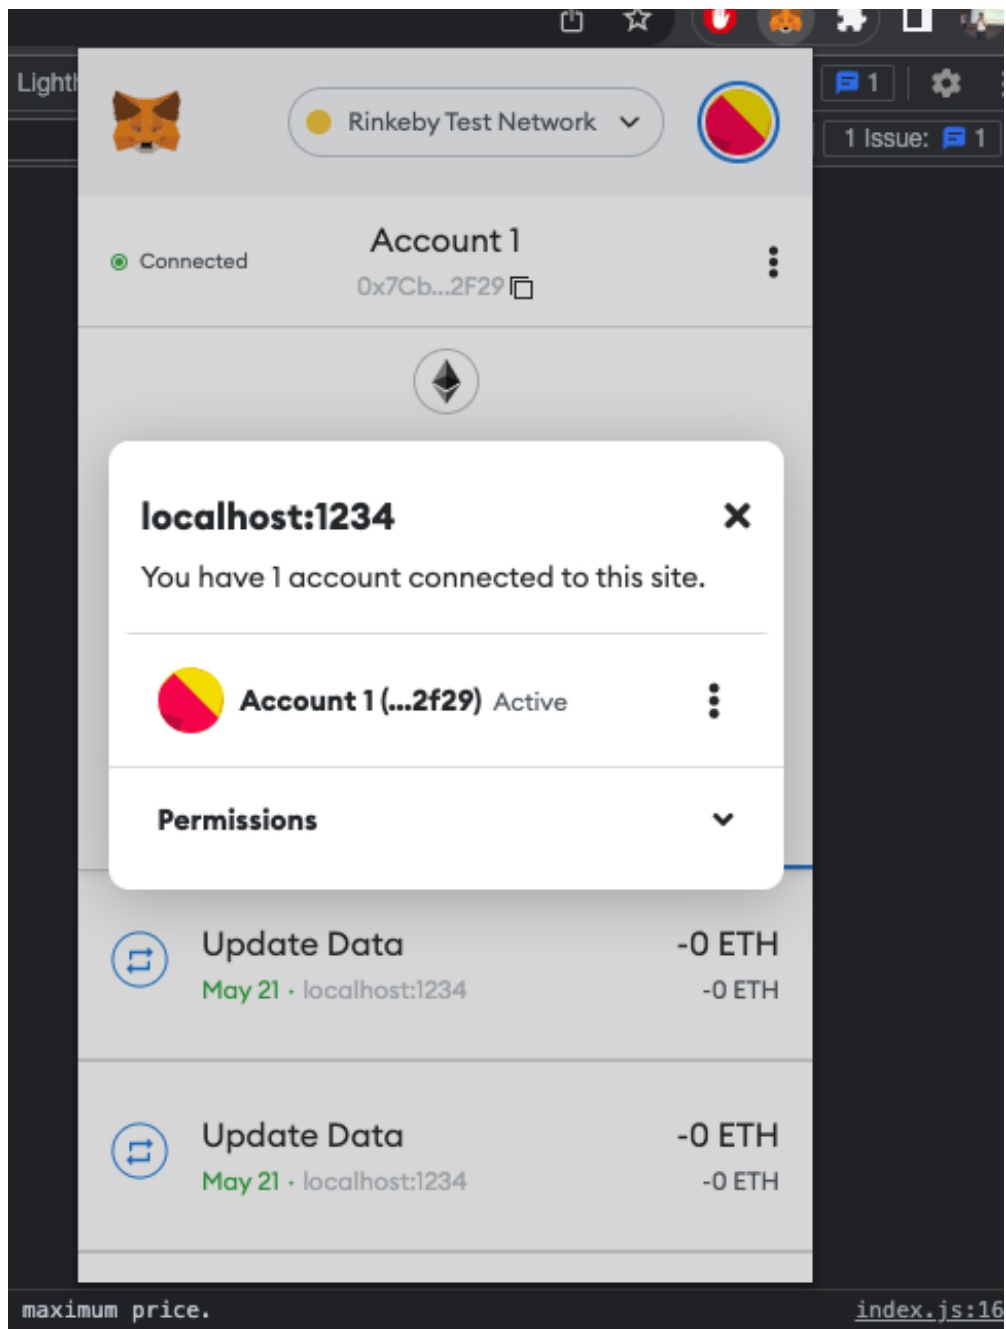 Lighth
Rinkeby Test Network
1
1 Issue: 1
Connected
Account 1
0x7Cb...2F29
localhost:1234
You have 1 account connected to this site.
Account 1 (...2f29) Active
Permissions
Update Data -0 ETH
May 21 · localhost:1234 -0 ETH
Update Data -0 ETH
May 21 · localhost:1234 -0 ETH
maximum price. index.js:16